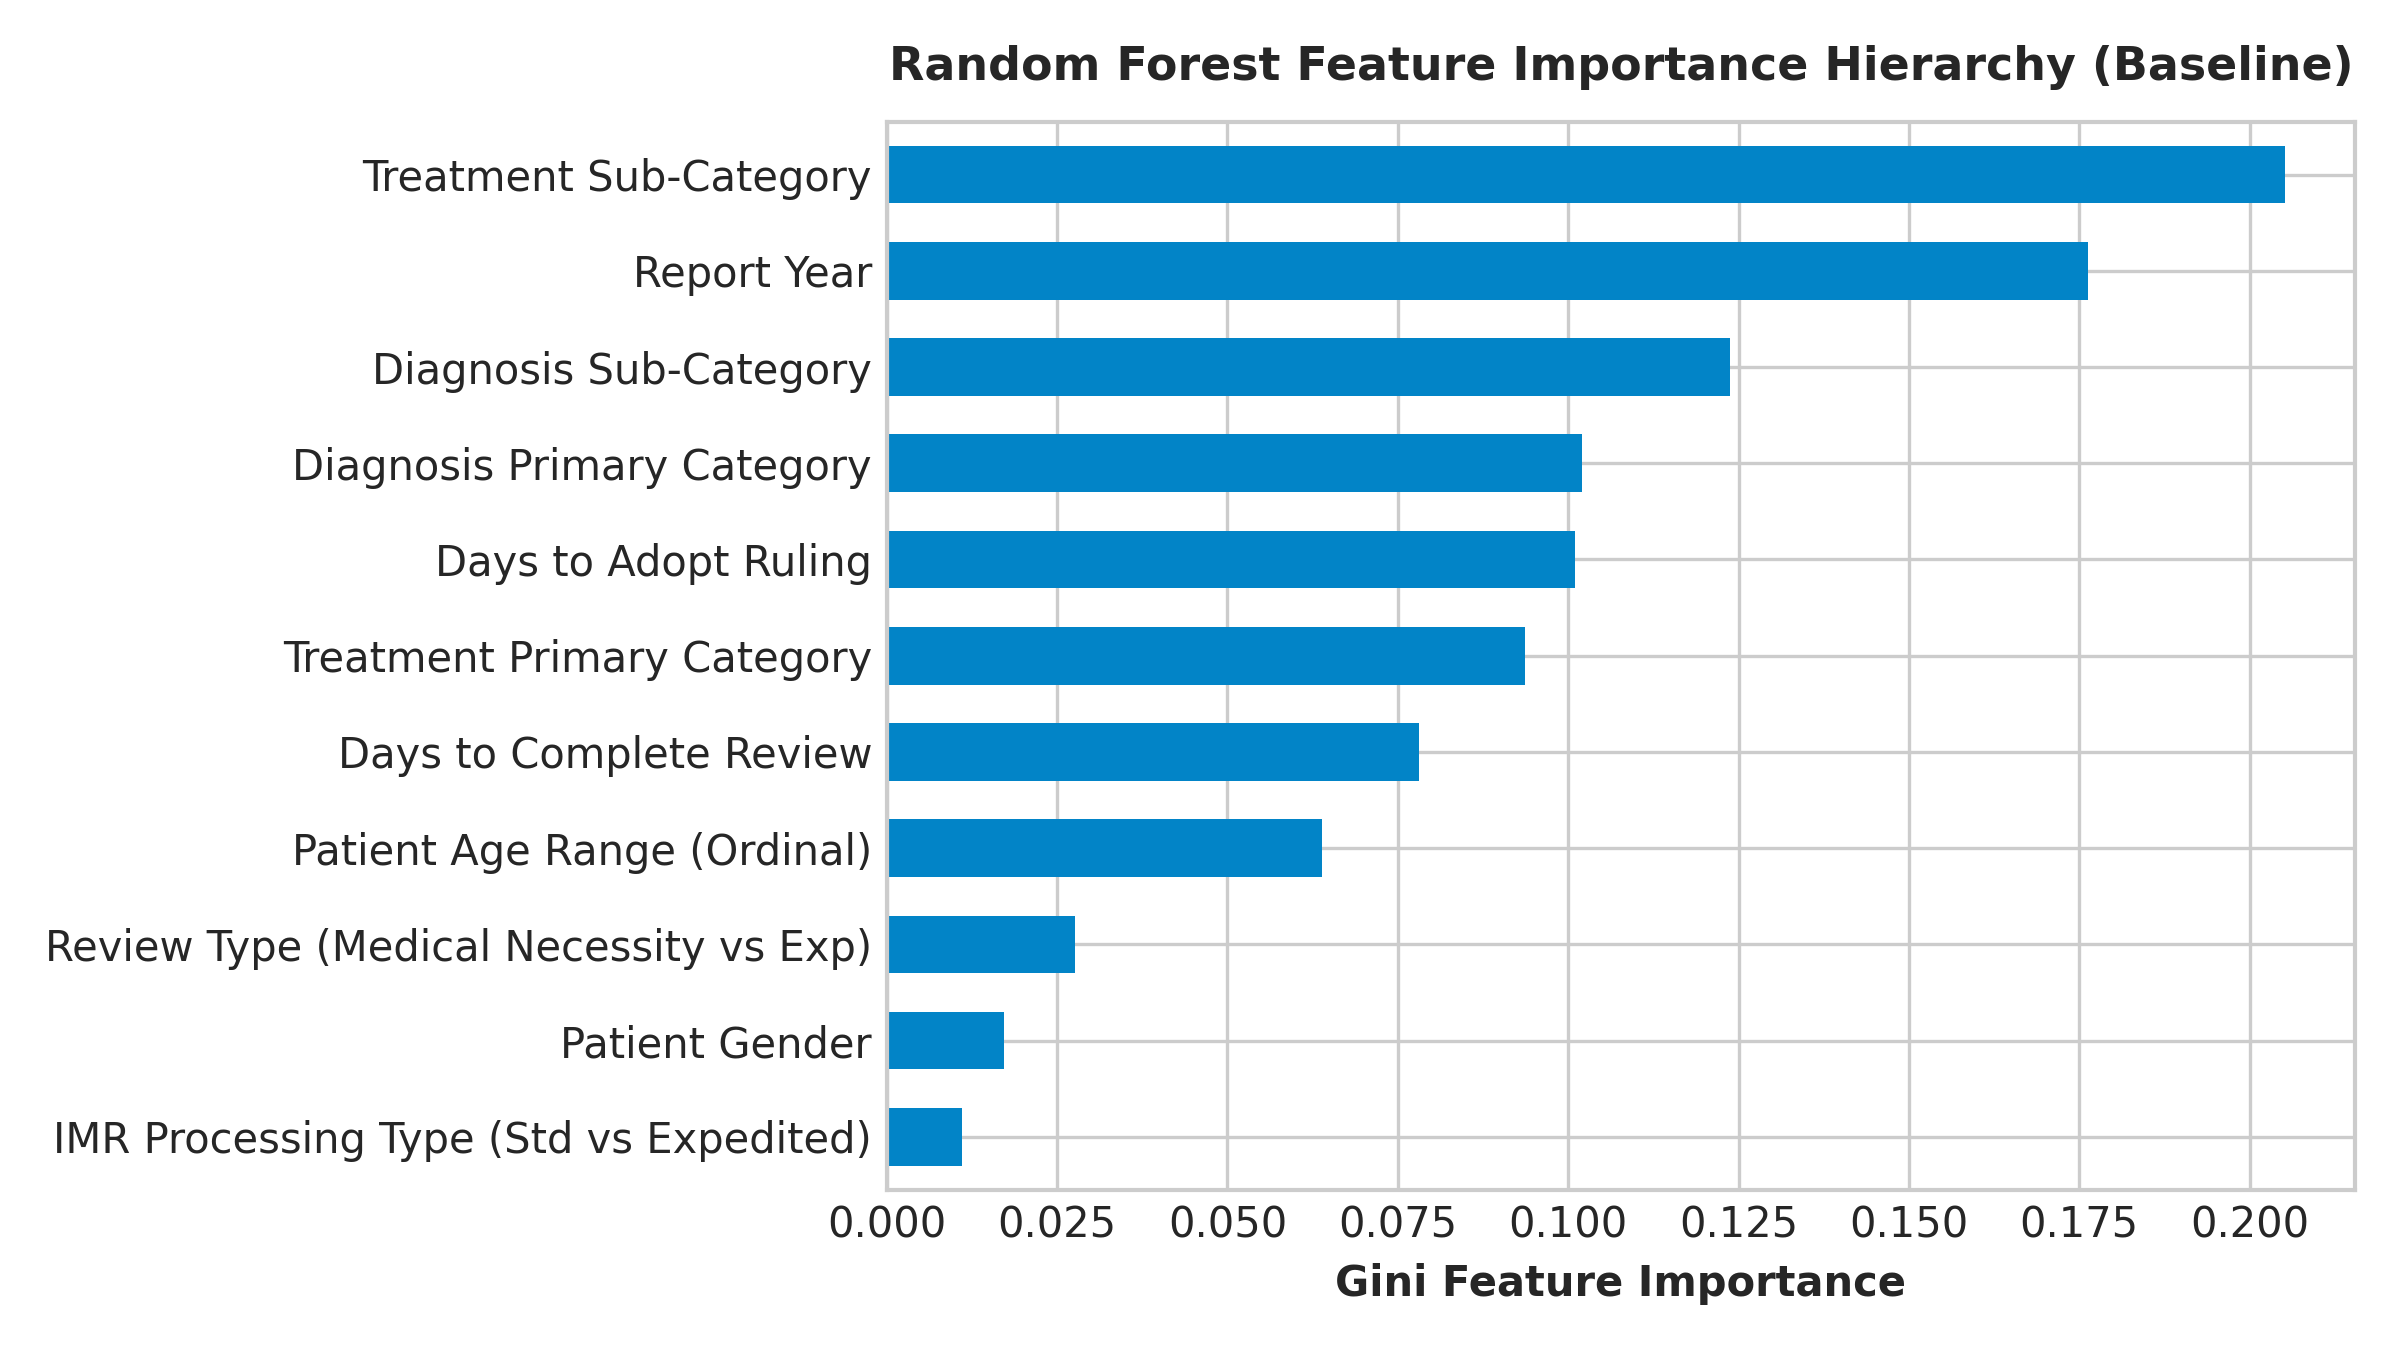 Random Forest Feature Importance Hierarchy (Baseline)
Treatment Sub-Category
Report Year
Diagnosis Sub-Category
Diagnosis Primary Category
Days to Adopt Ruling
Treatment Primary Category
Days to Complete Review
Patient Age Range (Ordinal)
Review Type (Medical Necessity vs Exp)
Patient Gender
IMR Processing Type (Std vs Expedited)
0.000 0.025 0.050 0.075 0.100 0.125 0.150 0.175 0.200
Gini Feature Importance